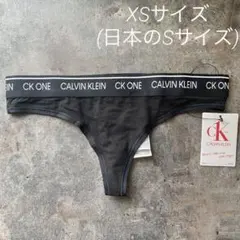 XSサイズ
(日本のSサイズ)
CK ONE CALVIN KLEIN CK ONE CALVIN KLEIN
CK